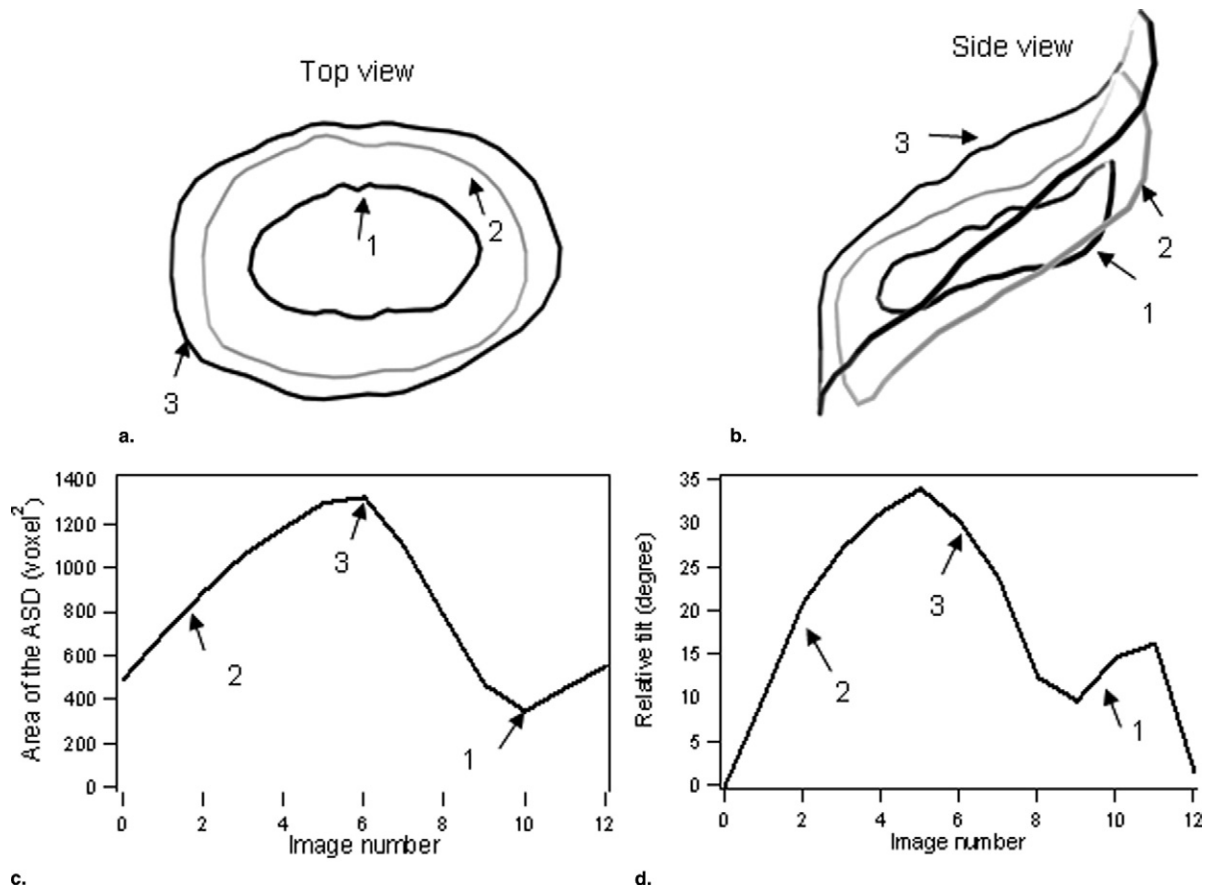 Top view
1
2
3
a.
Side view
3
2
1
b.
Area of the ASD (voxel²)
1400
1200
1000
800
600
400
200
0
2
3
1
0 2 4 6 8 10 12
Image number
c.
Relative tilt (degree)
35
30
25
20
15
10
5
0
2
3
1
0 2 4 6 8 10 12
Image number
d.